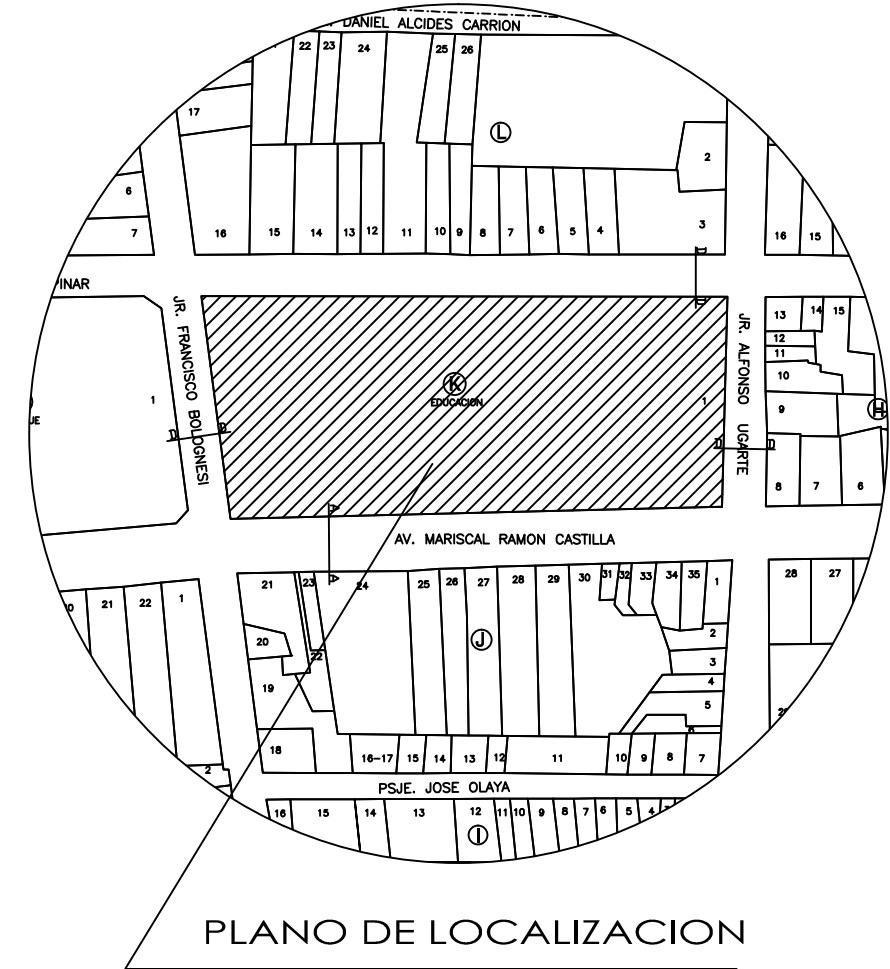 DANIEL ALCIDES CARRION
22 23 24 25 26
17
L
2
6
7 16 15 14 13 12 11 10 9 8 7 6 5 4 3
16 15
D
D
PINAR
JR. FRANCISCO BOLOGNESI
JR. ALFONSO UGARTE
13 14 15
12
11
10
9
H
8 7 6
1
K
EDUCACION
1
UE
D
D D
A
AV. MARISCAL RAMON CASTILLA
A
21 22 1
21 23 24 25 26 27 28 29 30 31 32 33 34 35 1
28 27
20
22
J
2
3
4
5
6
19
18
2
16-17 15 14 13 12 11 10 9 8 7
PSJE. JOSE OLAYA
16 15 14 13 12 11 10 9 8 7 6 5 4
I
PLANO DE LOCALIZACION